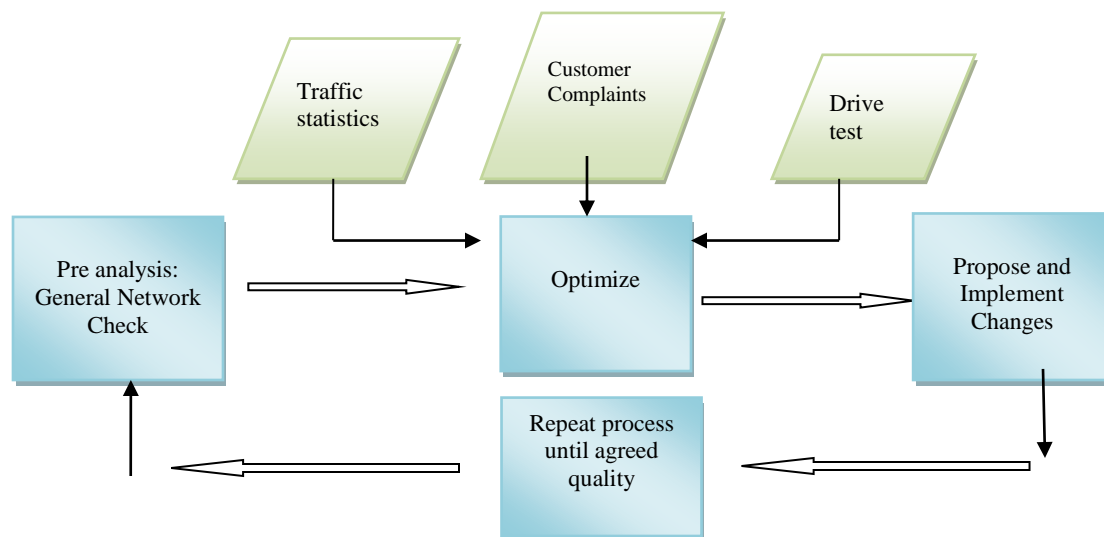 Traffic
statistics
Customer
Complaints
Drive
test
Pre analysis:
General Network
Check
Optimize
Propose and
Implement
Changes
Repeat process
until agreed
quality